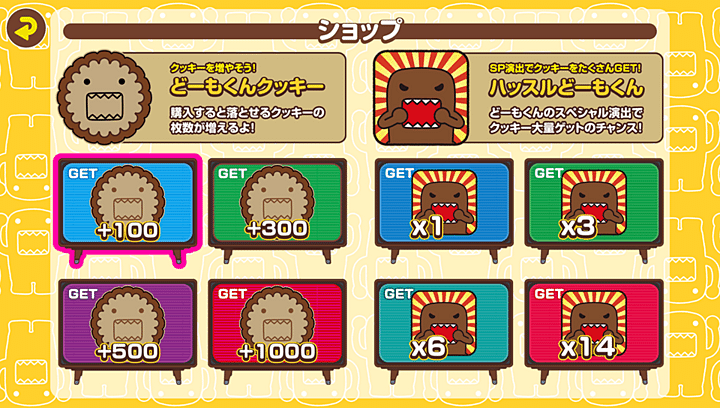 ショップ
クッキーを増やそう!
どーもくんクッキー
購入すると落とせるクッキーの
枚数が増えるよ!
SP演出でクッキーをたくさんGET!
ハッスルどーもくん
どーもくんのスペシャル演出で
クッキー大量ゲットのチャンス!
GET
+100
GET
+300
GET
x1
GET
x3
GET
+500
GET
+1000
GET
x6
GET
x14